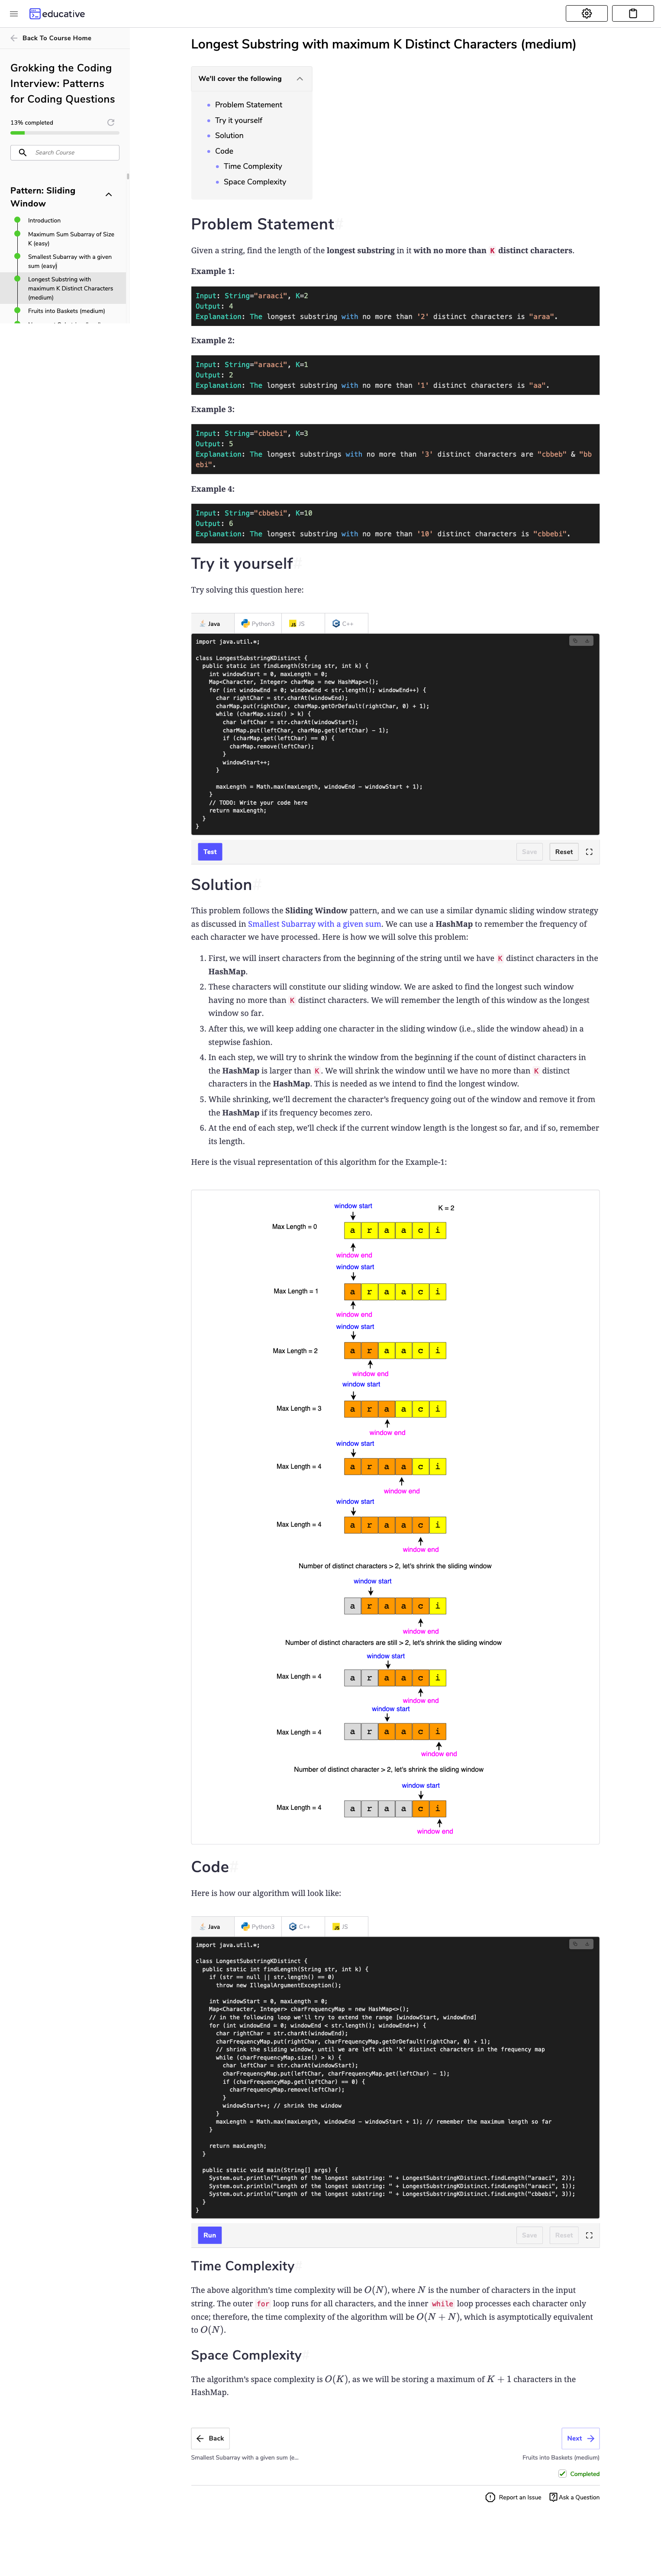 educative
Back To Course Home
Grokking the Coding
Interview: Patterns
for Coding Questions
13% completed
Search Course
Pattern: Sliding
Window
Introduction
Maximum Sum Subarray of Size
K (easy)
Smallest Subarray with a given
sum (easy)
Longest Substring with
maximum K Distinct Characters
(medium)
Fruits into Baskets (medium)
Longest Substring with maximum K Distinct Characters (medium)
We'll cover the following
Problem Statement
Try it yourself
Solution
Code
Time Complexity
Space Complexity
Problem Statement#
Given a string, find the length of the longest substring in it with no more than K distinct characters.
Example 1:
Input: String="araaci", K=2
Output: 4
Explanation: The longest substring with no more than '2' distinct characters is "araa".
Example 2:
Input: String="araaci", K=1
Output: 2
Explanation: The longest substring with no more than '1' distinct characters is "aa".
Example 3:
Input: String="cbbebi", K=3
Output: 5
Explanation: The longest substrings with no more than '3' distinct characters are "cbbeb" & "bb
ebi".
Example 4:
Input: String="cbbebi", K=10
Output: 6
Explanation: The longest substring with no more than '10' distinct characters is "cbbebi".
Try it yourself#
Try solving this question here:
Java Python3 JS C++
import java.util.*;
class LongestSubstringKDistinct {
public static int findLength(String str, int k) {
int windowStart = 0, maxLength = 0;
Map<Character, Integer> charMap = new HashMap<>();
for (int windowEnd = 0; windowEnd < str.length(); windowEnd++) {
char rightChar = str.charAt(windowEnd);
charMap.put(rightChar, charMap.getOrDefault(rightChar, 0) + 1);
while (charMap.size() > k) {
char leftChar = str.charAt(windowStart);
charMap.put(leftChar, charMap.get(leftChar) - 1);
if (charMap.get(leftChar) == 0) {
charMap.remove(leftChar);
}
windowStart++;
}
maxLength = Math.max(maxLength, windowEnd - windowStart + 1);
}
// TODO: Write your code here
return maxLength;
}
}
Test Save Reset
Solution#
This problem follows the Sliding Window pattern, and we can use a similar dynamic sliding window strategy
as discussed in Smallest Subarray with a given sum. We can use a HashMap to remember the frequency of
each character we have processed. Here is how we will solve this problem:
1. First, we will insert characters from the beginning of the string until we have K distinct characters in the
HashMap.
2. These characters will constitute our sliding window. We are asked to find the longest such window
having no more than K distinct characters. We will remember the length of this window as the longest
window so far.
3. After this, we will keep adding one character in the sliding window (i.e., slide the window ahead) in a
stepwise fashion.
4. In each step, we will try to shrink the window from the beginning if the count of distinct characters in
the HashMap is larger than K. We will shrink the window until we have no more than K distinct
characters in the HashMap. This is needed as we intend to find the longest window.
5. While shrinking, we'll decrement the character's frequency going out of the window and remove it from
the HashMap if its frequency becomes zero.
6. At the end of each step, we'll check if the current window length is the longest so far, and if so, remember
its length.
Here is the visual representation of this algorithm for the Example-1:
window start K = 2
Max Length = 0 a r a a c i
window end
window start
Max Length = 1 a r a a c i
window end
window start
Max Length = 2 a r a a c i
window end
window start
Max Length = 3 a r a a c i
window end
window start
Max Length = 4 a r a a c i
window end
window start
Max Length = 4 a r a a c i
window end
Number of distinct characters > 2, let's shrink the sliding window
window start
a r a a c i
window end
Number of distinct characters are still > 2, let's shrink the sliding window
window start
Max Length = 4 a r a a c i
window end
window start
Max Length = 4 a r a a c i
window end
Number of distinct character > 2, let's shrink the sliding window
window start
Max Length = 4 a r a a c i
window end
Code
Here is how our algorithm will look like:
Java Python3 C++ JS
import java.util.*;
class LongestSubstringKDistinct {
public static int findLength(String str, int k) {
if (str == null || str.length() == 0)
throw new IllegalArgumentException();
int windowStart = 0, maxLength = 0;
Map<Character, Integer> charFrequencyMap = new HashMap<>();
// in the following loop we'll try to extend the range [windowStart, windowEnd]
for (int windowEnd = 0; windowEnd < str.length(); windowEnd++) {
char rightChar = str.charAt(windowEnd);
charFrequencyMap.put(rightChar, charFrequencyMap.getOrDefault(rightChar, 0) + 1);
// shrink the sliding window, until we are left with 'k' distinct characters in the frequency map
while (charFrequencyMap.size() > k) {
char leftChar = str.charAt(windowStart);
charFrequencyMap.put(leftChar, charFrequencyMap.get(leftChar) - 1);
if (charFrequencyMap.get(leftChar) == 0) {
charFrequencyMap.remove(leftChar);
}
windowStart++; // shrink the window
}
maxLength = Math.max(maxLength, windowEnd - windowStart + 1); // remember the maximum length so far
}
return maxLength;
}
public static void main(String[] args) {
System.out.println("Length of the longest substring: " + LongestSubstringKDistinct.findLength("araaci", 2));
System.out.println("Length of the longest substring: " + LongestSubstringKDistinct.findLength("araaci", 1));
System.out.println("Length of the longest substring: " + LongestSubstringKDistinct.findLength("cbbebi", 3));
}
}
Run Save Reset
Time Complexity
The above algorithm's time complexity will be O(N), where N is the number of characters in the input
string. The outer for loop runs for all characters, and the inner while loop processes each character only
once; therefore, the time complexity of the algorithm will be O(N + N), which is asymptotically equivalent
to O(N).
Space Complexity
The algorithm's space complexity is O(K), as we will be storing a maximum of K + 1 characters in the
HashMap.
Back Next
Smallest Subarray with a given sum (e... Fruits into Baskets (medium)
Completed
Report an Issue Ask a Question